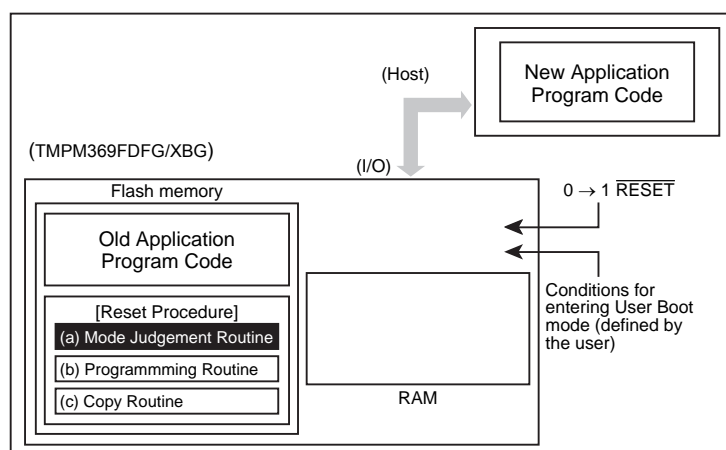 (Host)
New Application
Program Code
(TMPM369FDFG/XBG)
(I/O)
Flash memory
0 → 1 RESET
Old Application
Program Code
[Reset Procedure]
(a) Mode Judgement Routine
(b) Programmming Routine
(c) Copy Routine
RAM
Conditions for
entering User Boot
mode (defined by
the user)